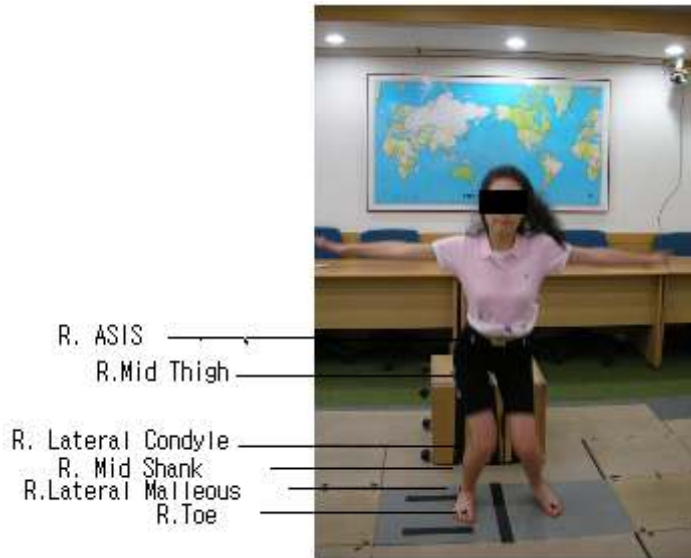 R. ASIS
R.Mid Thigh
R. Lateral Condyle
R. Mid Shank
R.Lateral Malleous
R.Toe